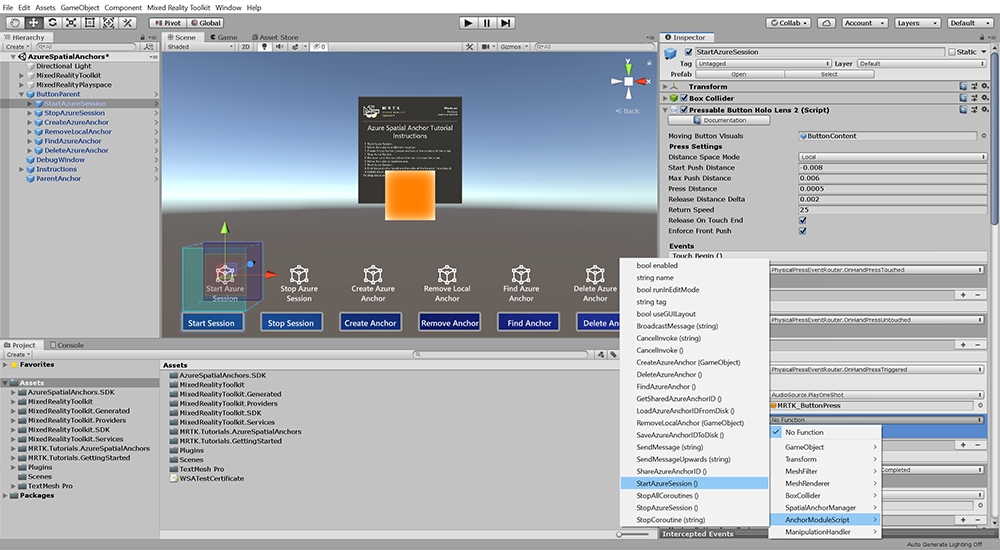 File Edit Assets GameObject Component Mixed Reality Toolkit Window Help
Pivot Global
Collab Account Layers Default
Hierarchy
Create All
AzureSpatialAnchors*
Directional Light
MixedRealityToolkit
MixedRealityPlayspace
ButtonParent
StartAzureSession
StopAzureSession
CreateAzureAnchor
RemoveLocalAnchor
FindAzureAnchor
DeleteAzureAnchor
DebugWindow
Instructions
ParentAnchor
Scene Game Asset Store
Shaded 2D 0 Gizmos All
y
x
Back
MRTK
Azure Spatial Anchor Tutorial
Instructions
Start Azure
Session
Stop Azure
Session
Create Azure
Anchor
Remove Local
Anchor
Find Azure
Anchor
Delete Azure
Anchor
Start Session
Stop Session
Create Anchor
Remove Anchor
Find Anchor
Delete An
Project Console
Create
Favorites
Assets
AzureSpatialAnchors.SDK
MixedRealityToolkit
MixedRealityToolkit.Generated
MixedRealityToolkit.Providers
MixedRealityToolkit.SDK
MixedRealityToolkit.Services
MRTK.Tutorials.AzureSpatialAnchors
MRTK.Tutorials.GettingStarted
Plugins
Scenes
TextMesh Pro
Packages
Assets
AzureSpatialAnchors.SDK
MixedRealityToolkit
MixedRealityToolkit.Generated
MixedRealityToolkit.Providers
MixedRealityToolkit.SDK
MixedRealityToolkit.Services
MRTK.Tutorials.AzureSpatialAnchors
MRTK.Tutorials.GettingStarted
Plugins
Scenes
TextMesh Pro
WSATestCertificate
Inspector
StartAzureSession Static
Tag Untagged Layer Default
Prefab Open Select
Transform
Box Collider
Pressable Button Holo Lens 2 (Script)
Documentation
Moving Button Visuals ButtonContent
Press Settings
Distance Space Mode Local
Start Push Distance -0.008
Max Push Distance 0.006
Press Distance 0.0005
Release Distance Delta 0.002
Return Speed 25
Release On Touch End
Enforce Front Push
Events
Touch Begin ()
PhysicalPressEventRouter.OnHandPressTouched
PhysicalPressEventRouter.OnHandPressUntouched
PhysicalPressEventRouter.OnHandPressTriggered
AudioSource.PlayOneShot
MRTK_ButtonPress
No Function
Completed
Intercepted Events
bool enabled
string name
bool runInEditMode
string tag
bool useGUILayout
BroadcastMessage (string)
CancelInvoke (string)
CancelInvoke ()
CreateAzureAnchor (GameObject)
DeleteAzureAnchor ()
FindAzureAnchor ()
GetSharedAzureAnchorID ()
LoadAzureAnchorIDFromDisk ()
RemoveLocalAnchor (GameObject)
SaveAzureAnchorIDToDisk ()
SendMessage (string)
SendMessageUpwards (string)
ShareAzureAnchorID ()
StartAzureSession ()
StopAllCoroutines ()
StopAzureSession ()
StopCoroutine (string)
No Function
GameObject
Transform
MeshFilter
MeshRenderer
BoxCollider
SpatialAnchorManager
AnchorModuleScript
ManipulationHandler
Auto Generate Lighting Off